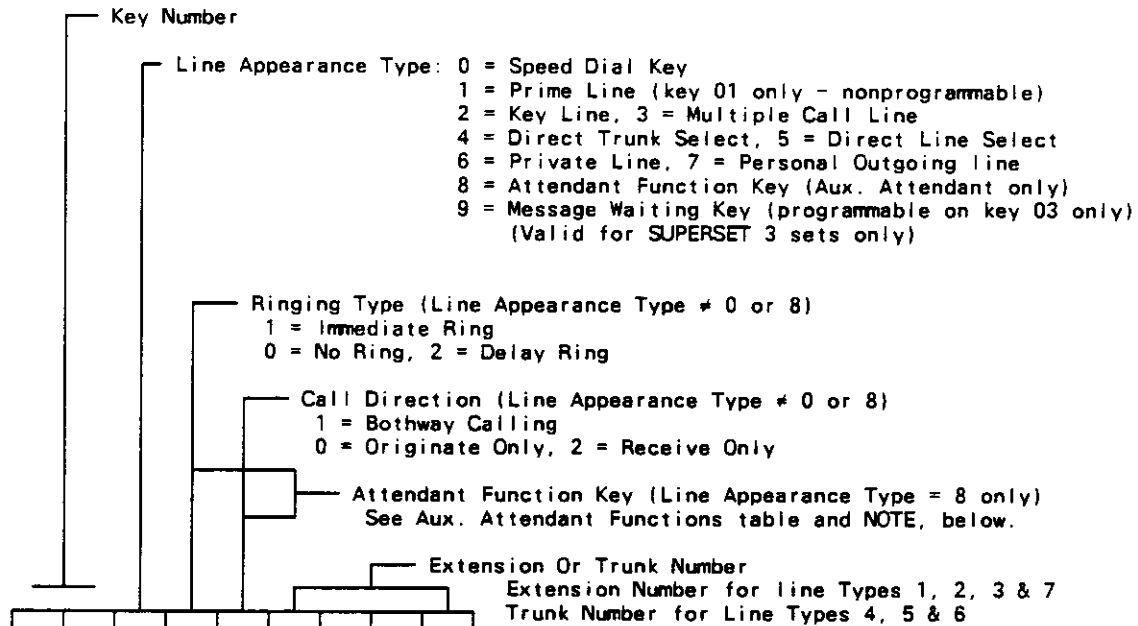 Key Number
Line Appearance Type: 0 = Speed Dial Key
1 = Prime Line (key 01 only - nonprogrammable)
2 = Key Line, 3 = Multiple Call Line
4 = Direct Trunk Select, 5 = Direct Line Select
6 = Private Line, 7 = Personal Outgoing line
8 = Attendant Function Key (Aux. Attendant only)
9 = Message Waiting Key (programmable on key 03 only)
(Valid for SUPERSET 3 sets only)
Ringing Type (Line Appearance Type ≠ 0 or 8)
1 = Immediate Ring
0 = No Ring, 2 = Delay Ring
Call Direction (Line Appearance Type ≠ 0 or 8)
1 = Bothway Calling
0 = Originate Only, 2 = Receive Only
Attendant Function Key (Line Appearance Type = 8 only)
See Aux. Attendant Functions table and NOTE, below.
Extension Or Trunk Number
Extension Number for line Types 1, 2, 3 & 7
Trunk Number for Line Types 4, 5 & 6